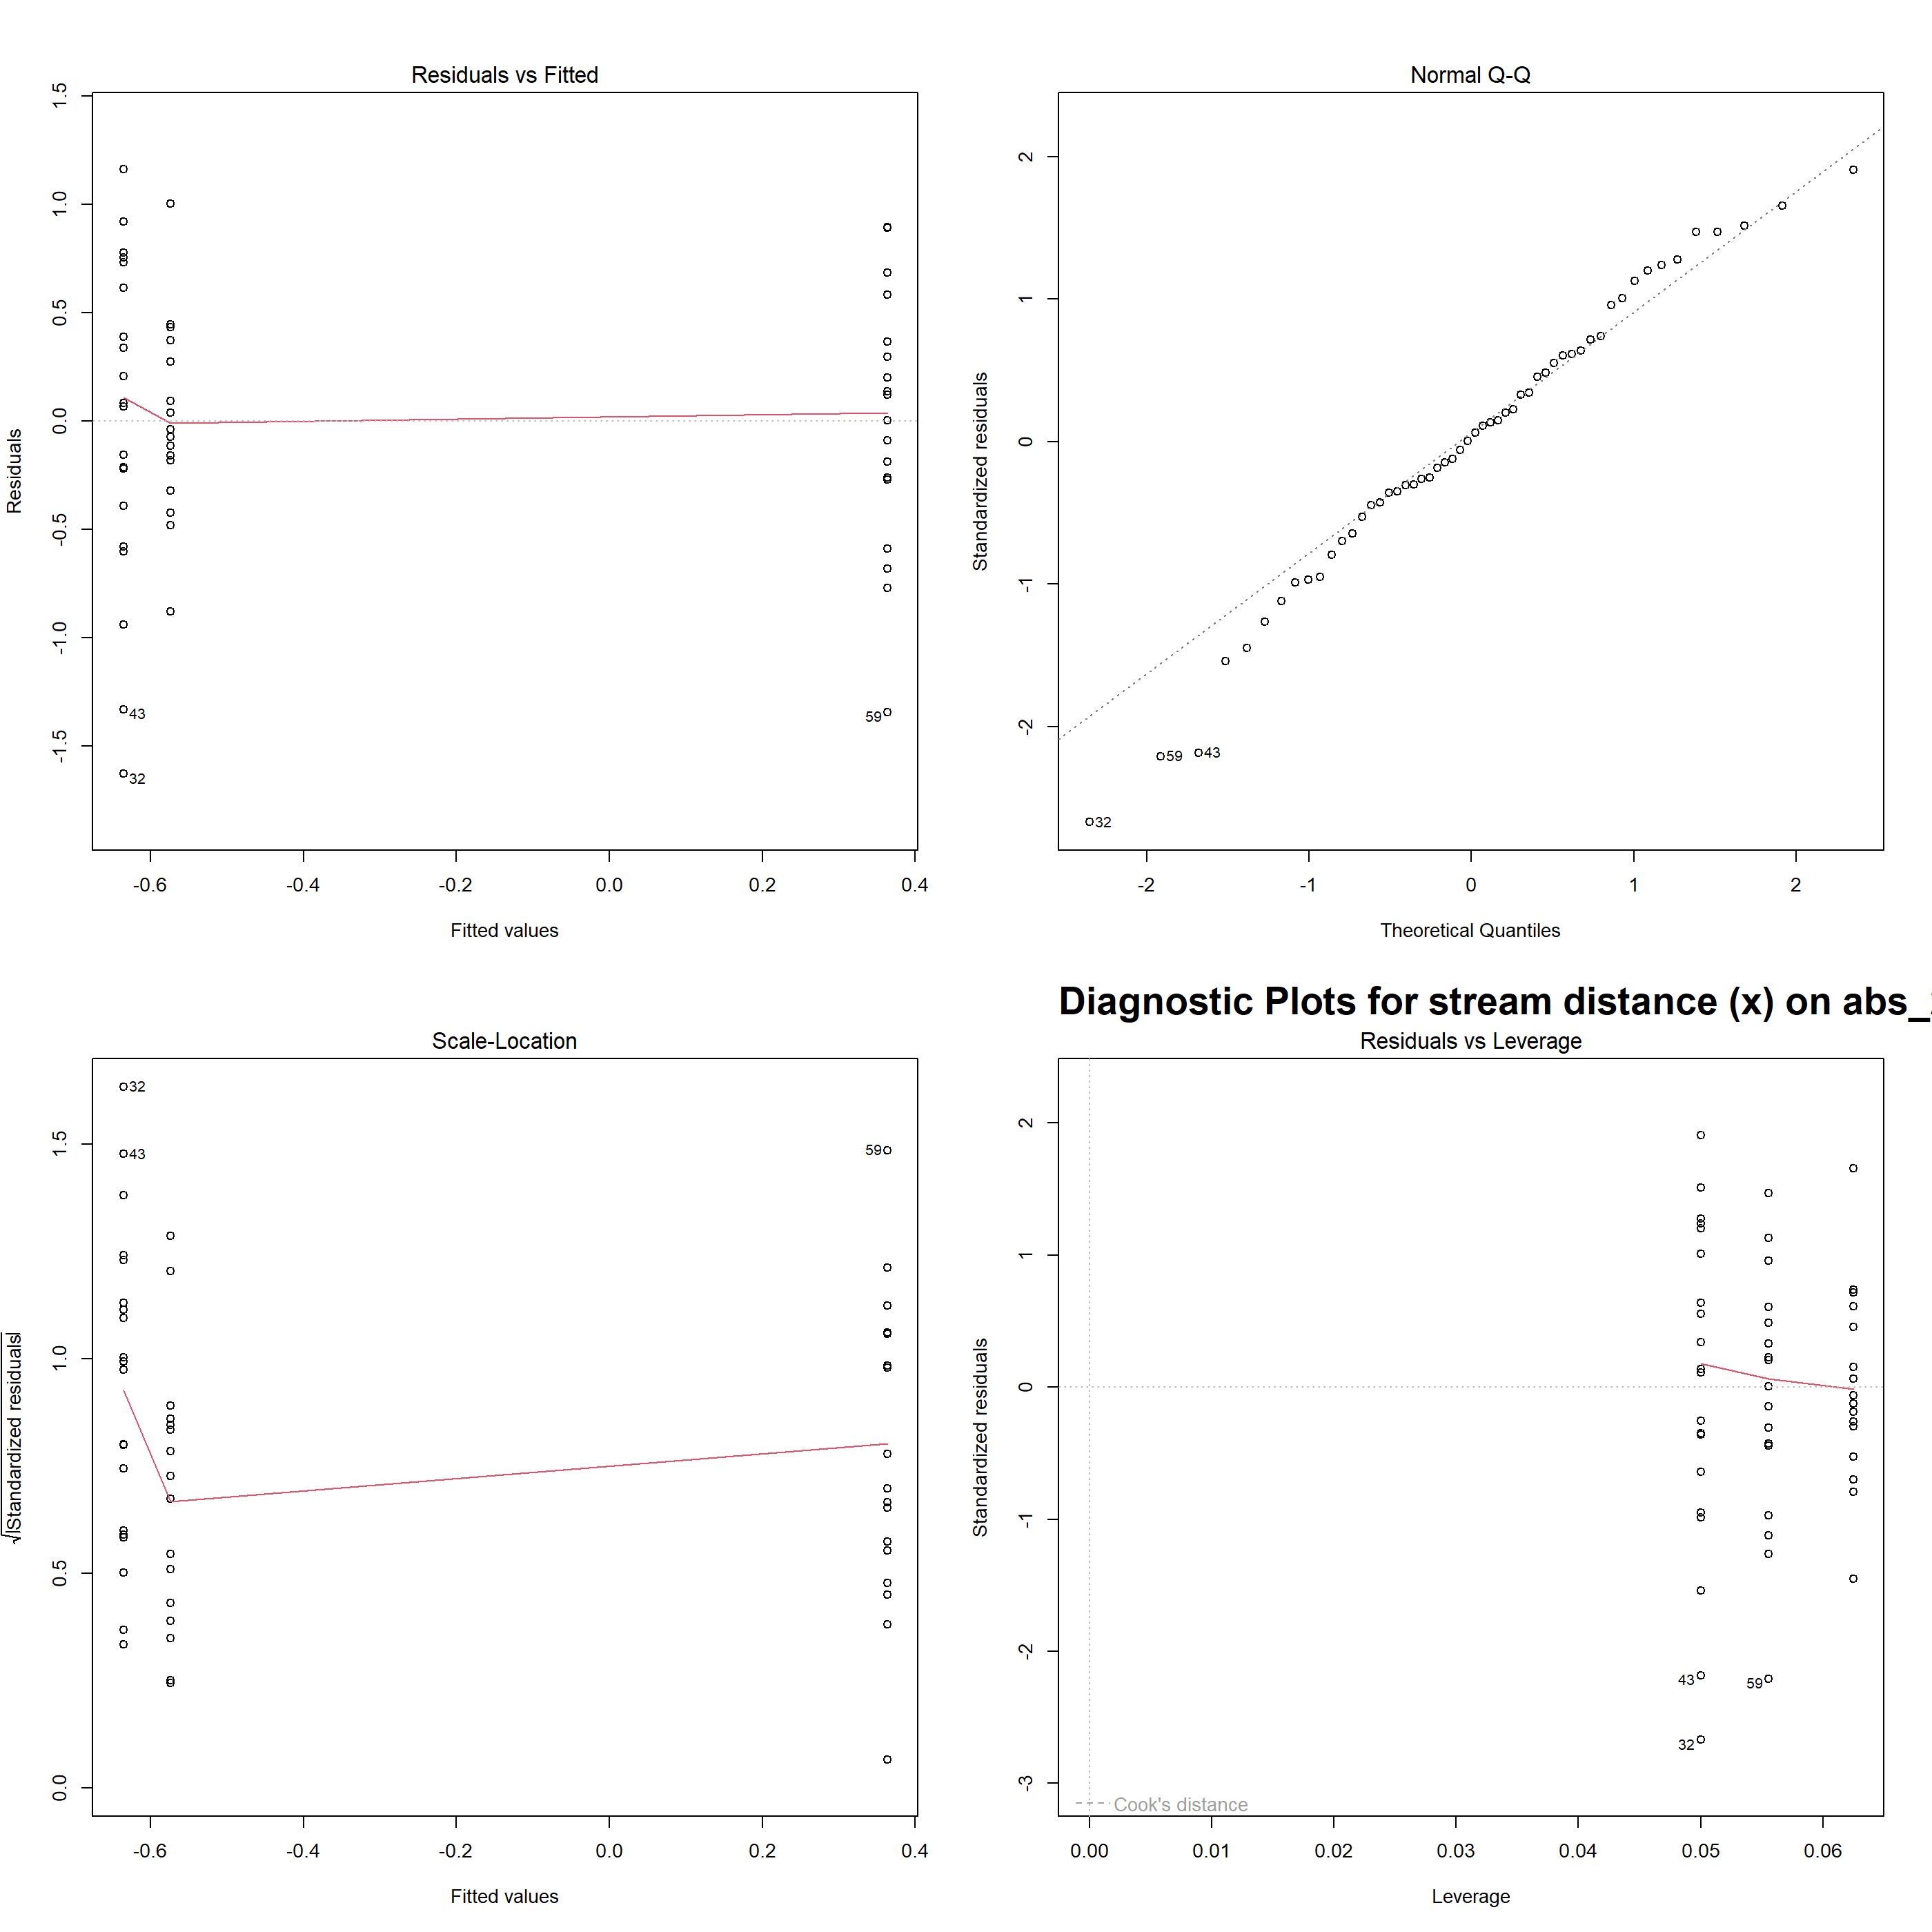 Residuals vs Fitted
1.5
1.0
0.5
0.0
-0.5
-1.0
-1.5
Residuals
43
32
59
-0.6 -0.4 -0.2 0.0 0.2 0.4
Fitted values
Normal Q-Q
2
1
0
-1
-2
Standardized residuals
59
43
32
-2 -1 0 1 2
Theoretical Quantiles
Scale-Location
1.5
1.0
0.5
0.0
√|Standardized residuals|
32
43
59
-0.6 -0.4 -0.2 0.0 0.2 0.4
Fitted values
Diagnostic Plots for stream distance (x) on abs_
Residuals vs Leverage
2
1
0
-1
-2
-3
Standardized residuals
43
59
32
Cook's distance
0.00 0.01 0.02 0.03 0.04 0.05 0.06
Leverage